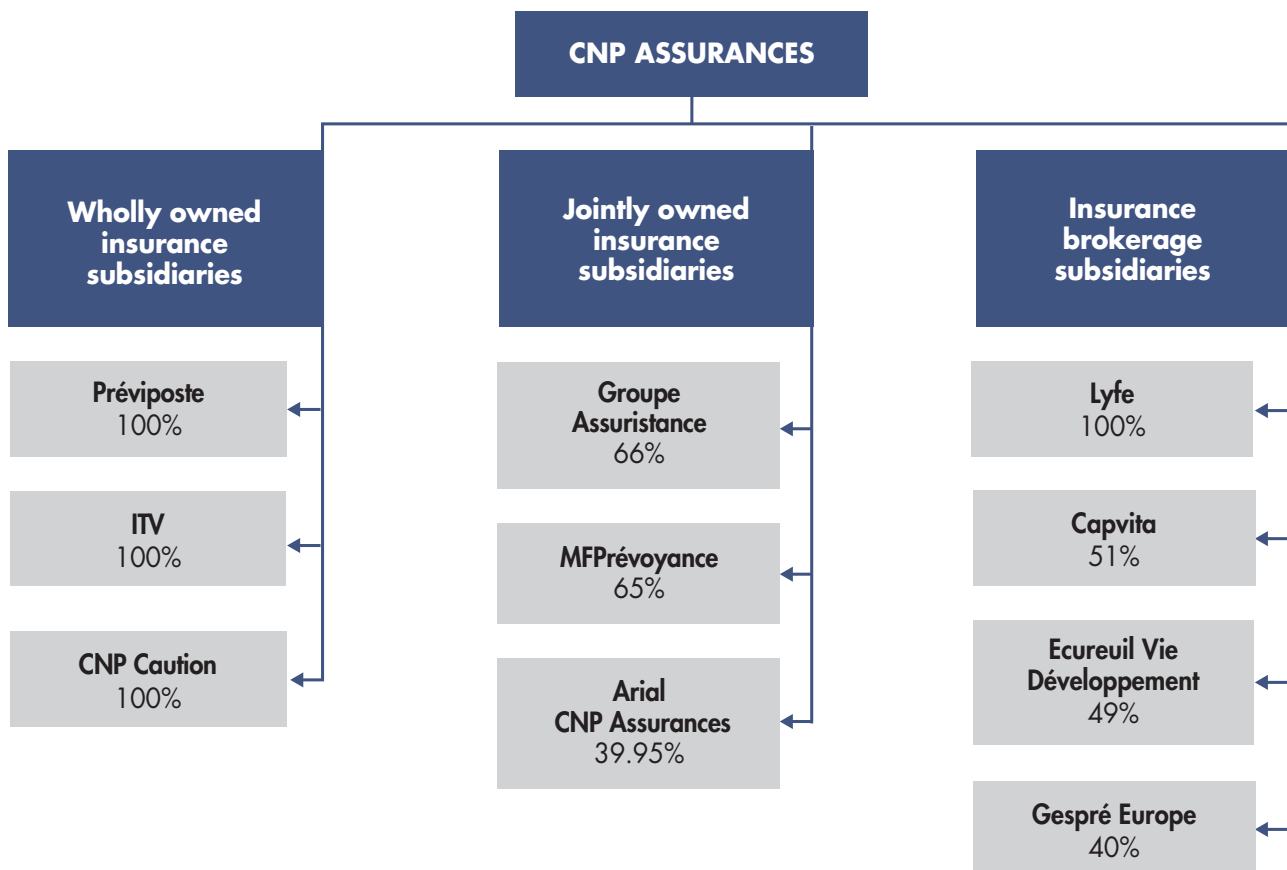 CNP ASSURANCES
Wholly owned
insurance
subsidiaries
Préviposte
100%
ITV
100%
CNP Caution
100%
Jointly owned
insurance
subsidiaries
Groupe
Assuristance
66%
MFPrévoyance
65%
Arial
CNP Assurances
39.95%
Insurance
brokerage
subsidiaries
Lyfe
100%
Capvita
51%
Ecureuil Vie
Développement
49%
Gespré Europe
40%